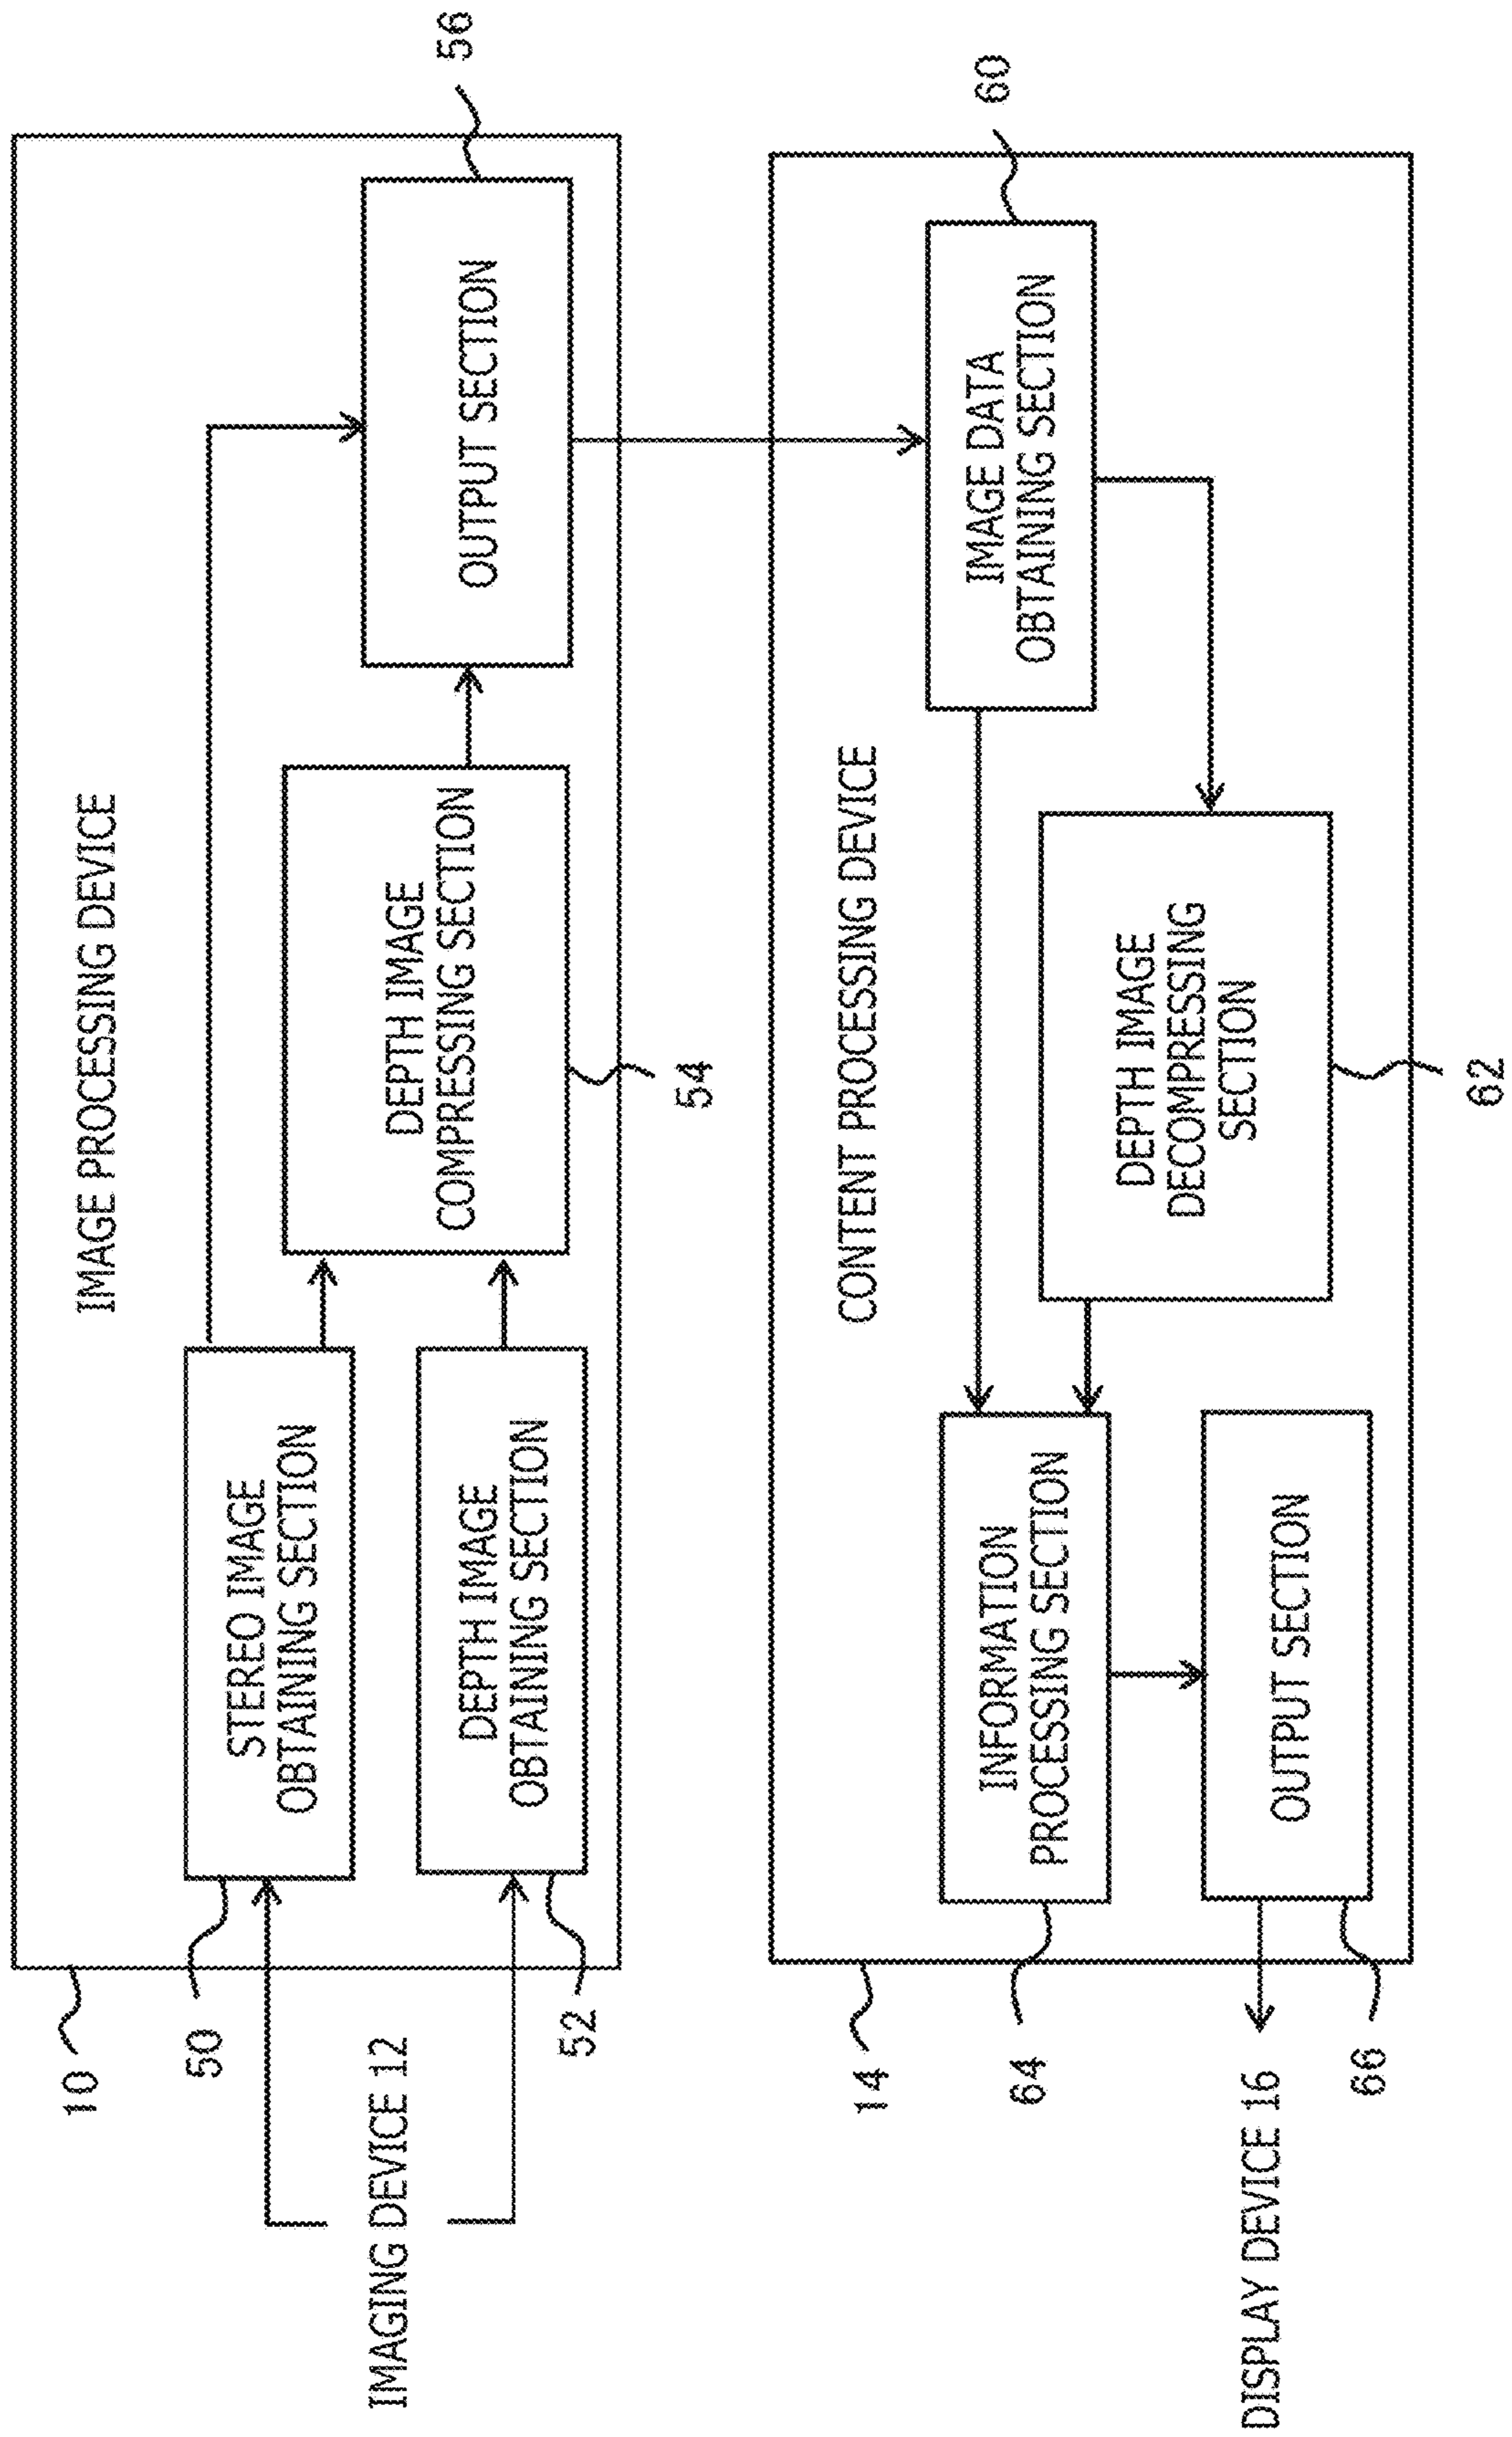 IMAGE PROCESSING DEVICE
10
50
STEREO IMAGE
OBTAINING SECTION
IMAGING DEVICE 12
52
DEPTH IMAGE
OBTAINING SECTION
DEPTH IMAGE
COMPRESSING SECTION
54
OUTPUT SECTION
56
CONTENT PROCESSING DEVICE
14
64
INFORMATION
PROCESSING SECTION
IMAGE DATA
OBTAINING SECTION
60
DEPTH IMAGE
DECOMPRESSING
SECTION
62
OUTPUT SECTION
66
DISPLAY DEVICE 16